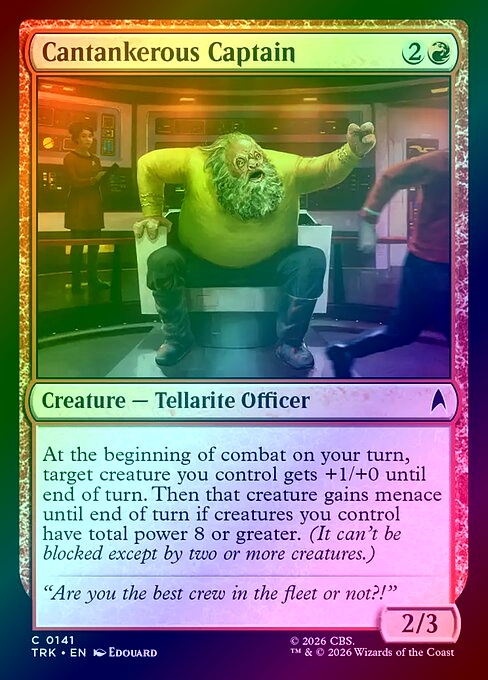 Cantankerous Captain 2
Creature — Tellarite Officer
At the beginning of combat on your turn,
target creature you control gets +1/+0 until
end of turn. Then that creature gains menace
until end of turn if creatures you control
have total power 8 or greater. (It can't be
blocked except by two or more creatures.)
"Are you the best crew in the fleet or not?!"
2/3
C 0141
TRK • EN Edouard
© 2026 CBS.
™ & © 2026 Wizards of the Coast